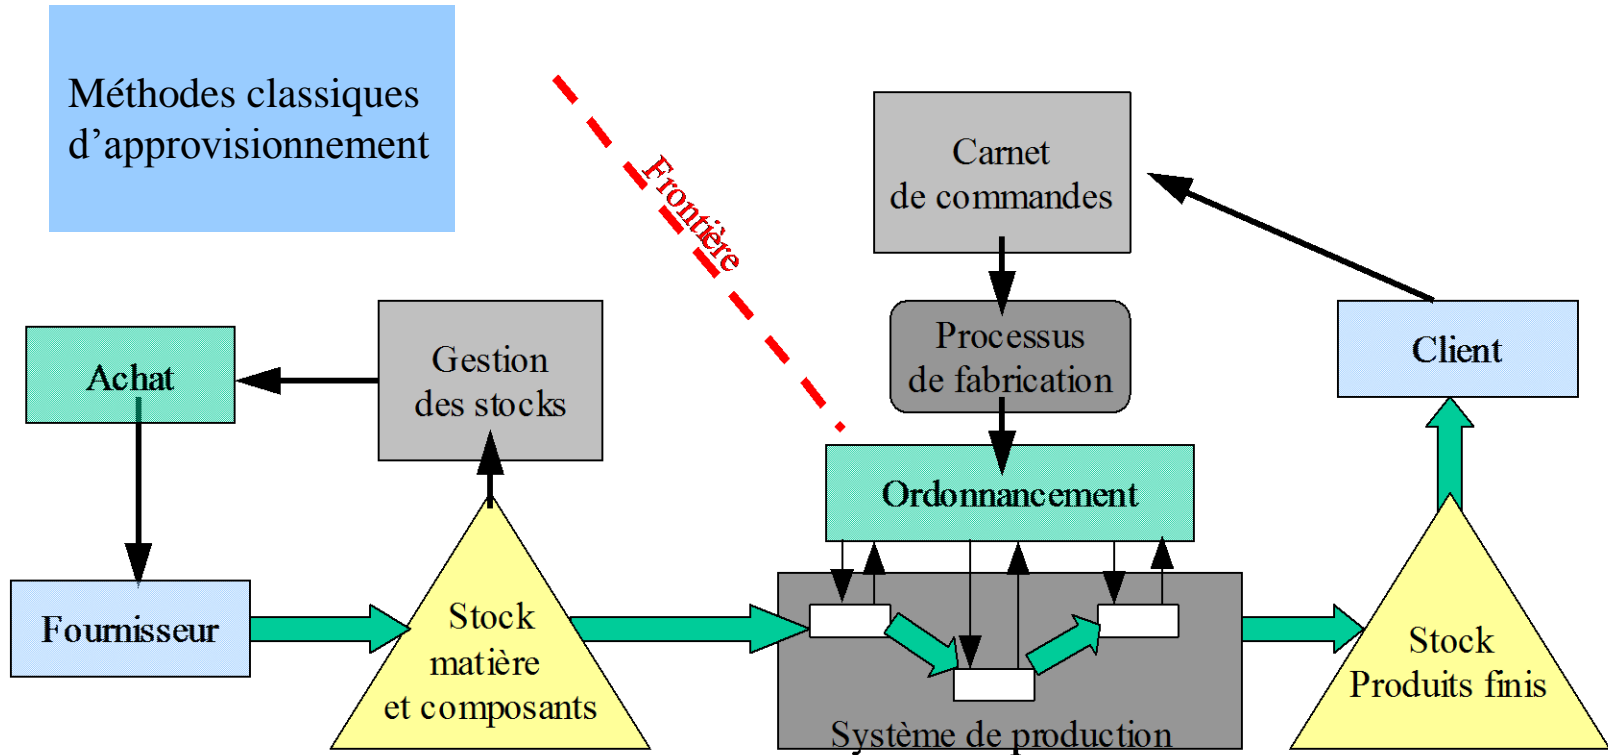 Méthodes classiques
d’approvisionnement
Frontière
Carnet
de commandes
Processus
de fabrication
Client
Achat
Gestion
des stocks
Ordonnancement
Fournisseur
Stock
matière
et composants
Système de production
Stock
Produits finis